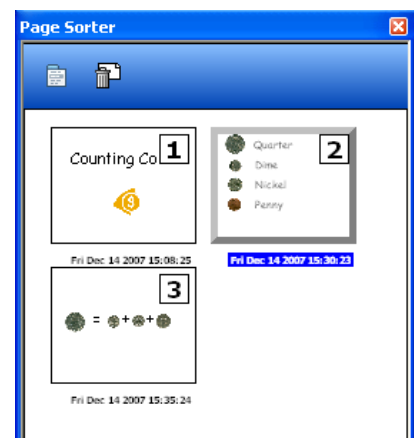 Page Sorter
Counting Co
1
Quarter
2
Dime
Nickel
Penny
Fri Dec 14 2007 15:08:25
Fri Dec 14 2007 15:30:23
3
= + +
Fri Dec 14 2007 15:35:24